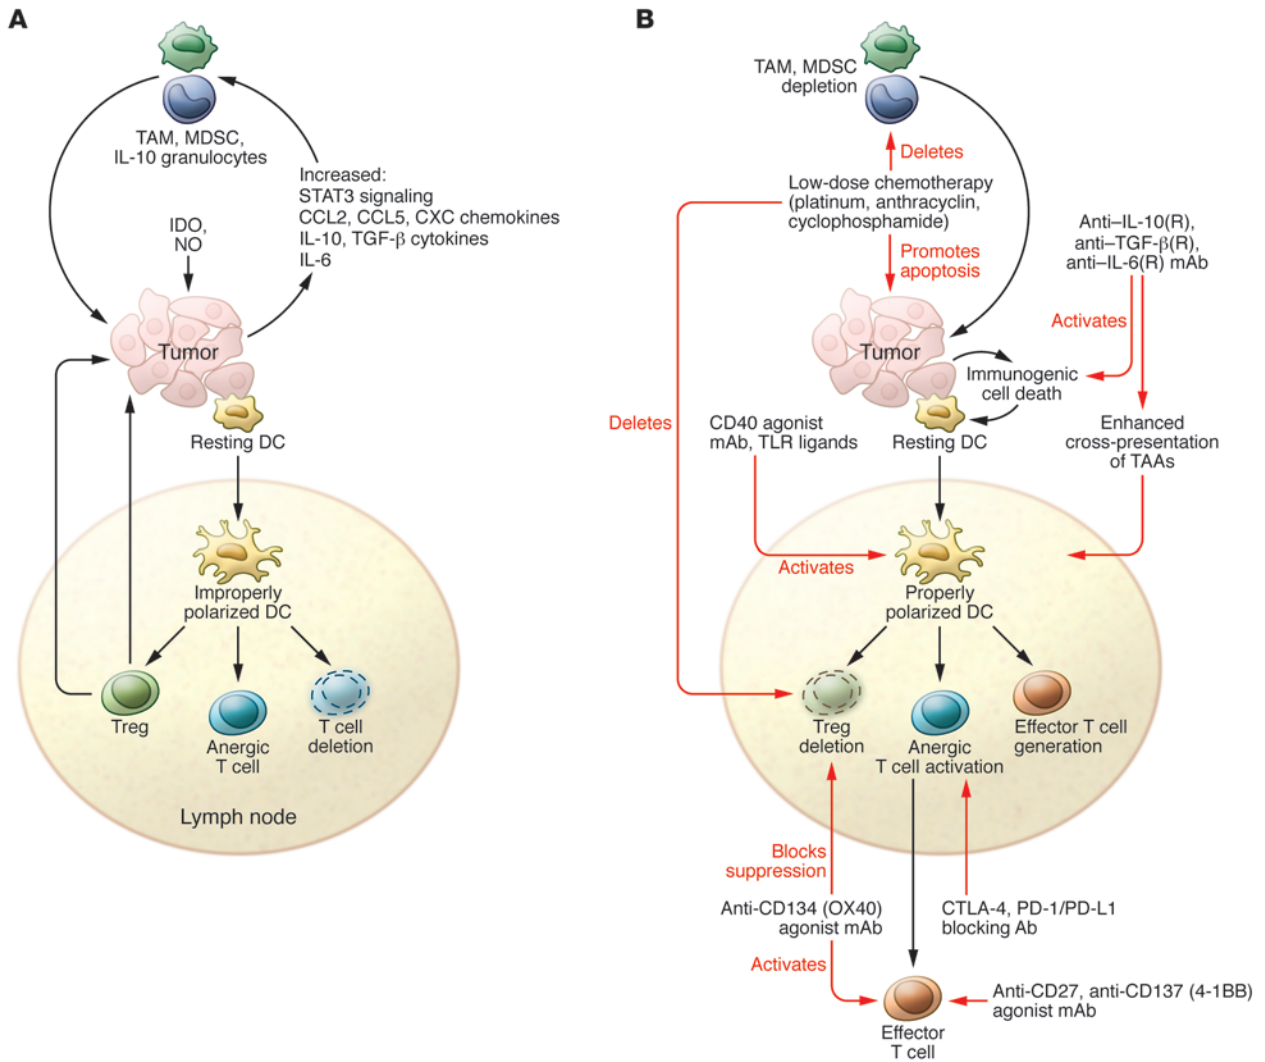 A
TAM, MDSC,
IL-10 granulocytes
Increased:
STAT3 signaling
CCL2, CCL5, CXC chemokines
IL-10, TGF-β cytokines
IL-6
IDO,
NO
Tumor
Resting DC
Improperly
polarized DC
Treg
Anergic
T cell
T cell
deletion
Lymph node
B
TAM, MDSC
depletion
Deletes
Low-dose chemotherapy
(platinum, anthracyclin,
cyclophosphamide)
Promotes
apoptosis
Anti–IL-10(R),
anti–TGF-β(R),
anti–IL-6(R) mAb
Activates
Tumor
Immunogenic
cell death
Deletes
CD40 agonist
mAb, TLR ligands
Resting DC
Enhanced
cross-presentation
of TAAs
Activates
Properly
polarized DC
Treg
deletion
Anergic
T cell activation
Effector T cell
generation
Blocks
suppression
Anti-CD134 (OX40)
agonist mAb
CTLA-4, PD-1/PD-L1
blocking Ab
Activates
Anti-CD27, anti-CD137 (4-1BB)
agonist mAb
Effector
T cell